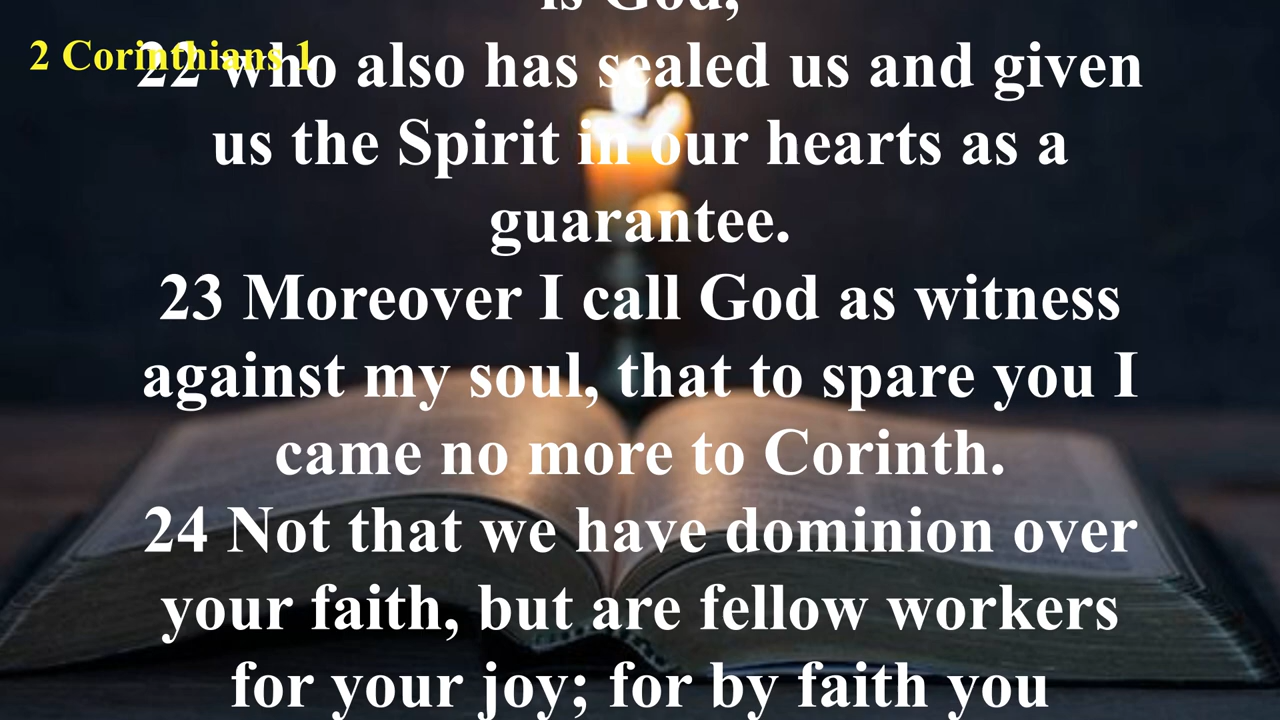 is God,
2 Corinthians 1
22 who also has sealed us and given
us the Spirit in our hearts as a
guarantee.
23 Moreover I call God as witness
against my soul, that to spare you I
came no more to Corinth.
24 Not that we have dominion over
your faith, but are fellow workers
for your joy; for by faith you